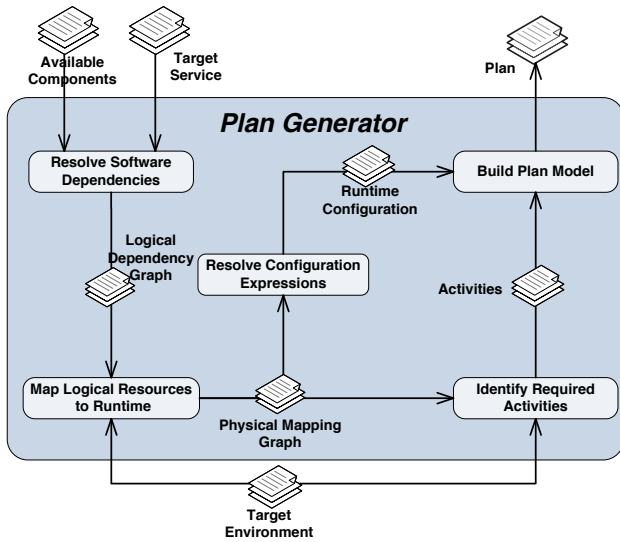 Available
Components
Target
Service
Plan
Plan Generator
Resolve Software
Dependencies
Build Plan Model
Runtime
Configuration
Logical
Dependency
Graph
Resolve Configuration
Expressions
Activities
Map Logical Resources
to Runtime
Physical Mapping
Graph
Identify Required
Activities
Target
Environment